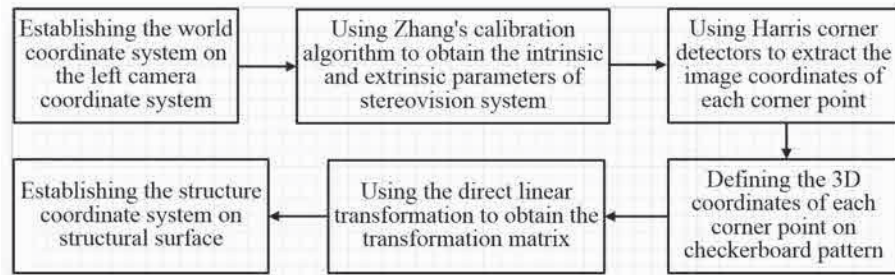 Establishing the world
coordinate system on
the left camera
coordinate system
Using Zhang's calibration
algorithm to obtain the intrinsic
and extrinsic parameters of
stereovision system
Using Harris corner
detectors to extract the
image coordinates of
each corner point
Defining the 3D
coordinates of each
corner point on
checkerboard pattern
Using the direct linear
transformation to obtain the
transformation matrix
Establishing the structure
coordinate system on
structural surface